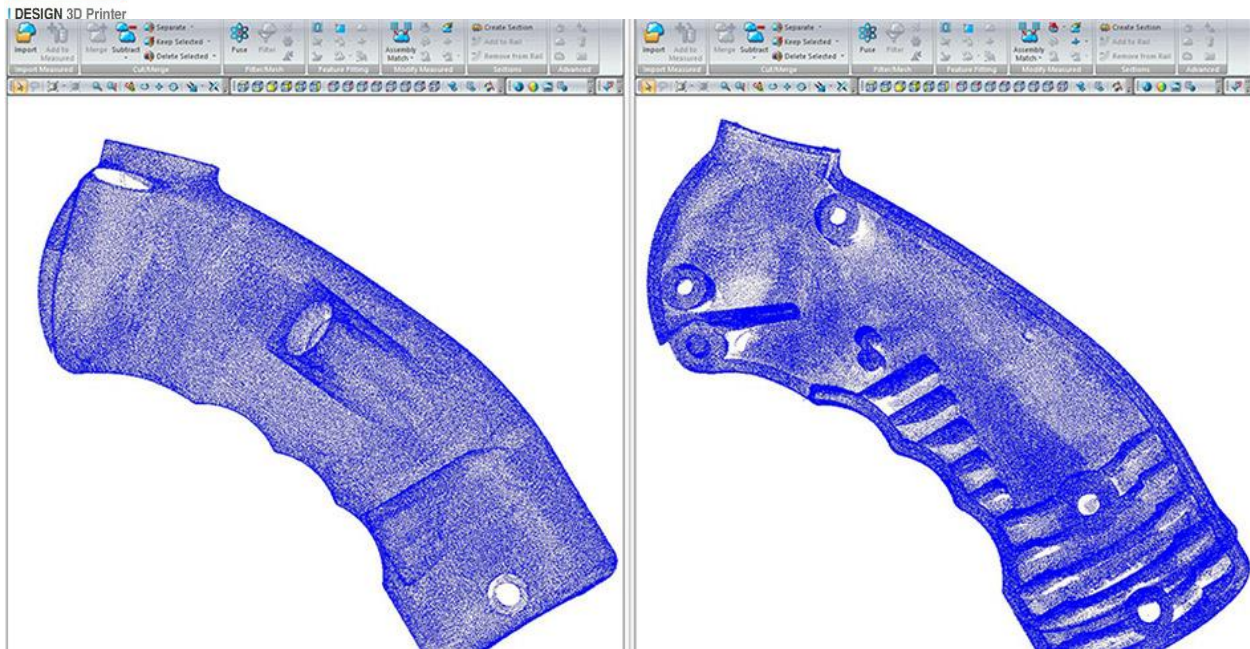 DESIGN 3D Printer
Import Add to Measured Merge Subtract Separate Keep Selected Delete Selected Fuse Filter Assembly Match Create Section Add to Rail Remove from Rail
Import Measured Cut/Merge Filter/Mesh Feature Fitting Modify Measured Sections Advanced
Import Add to Measured Merge Subtract Separate Keep Selected Delete Selected Fuse Filter Assembly Match Create Section Add to Rail Remove from Rail
Import Measured Cut/Merge Filter/Mesh Feature Fitting Modify Measured Sections Advanced